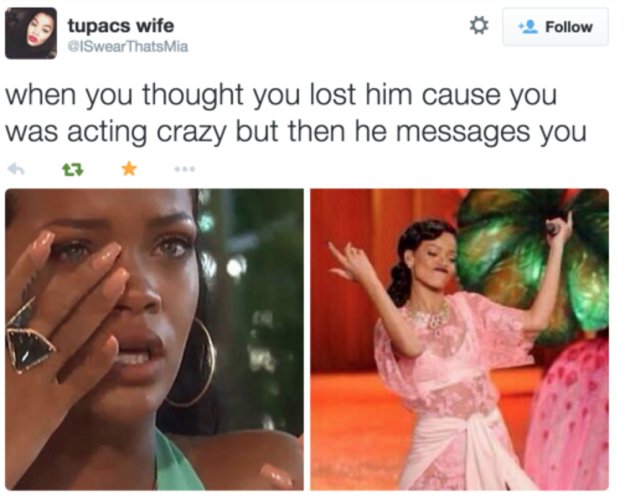 tupacs wife
@ISwearThatsMia
Follow
when you thought you lost him cause you
was acting crazy but then he messages you